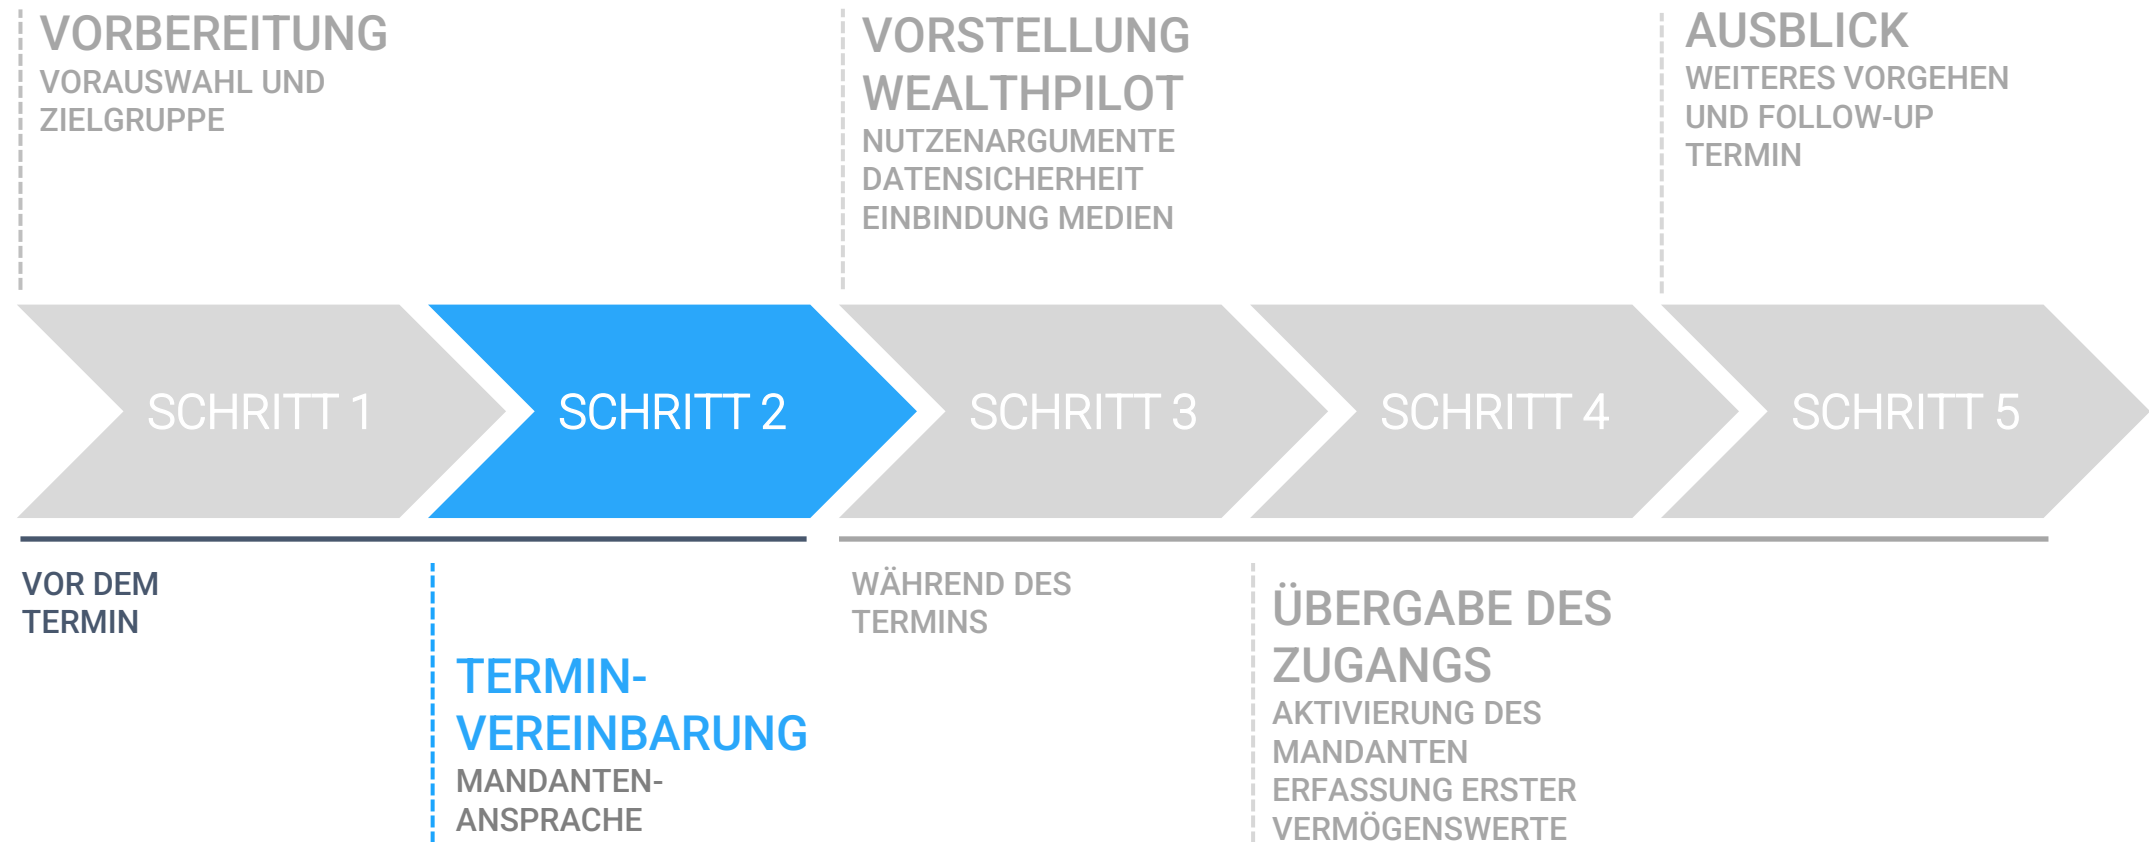 VORBEREITUNG
VORAUSWAHL UND
ZIELGRUPPE
VORSTELLUNG
WEALTHPILOT
NUTZENARGUMENTE
DATENSICHERHEIT
EINBINDUNG MEDIEN
AUSBLICK
WEITERES VORGEHEN
UND FOLLOW-UP
TERMIN
SCHRITT 1
SCHRITT 2
SCHRITT 3
SCHRITT 4
SCHRITT 5
VOR DEM
TERMIN
TERMIN-
VEREINBARUNG
MANDANTEN-
ANSPRACHE
WÄHREND DES
TERMINS
ÜBERGABE DES
ZUGANGS
AKTIVIERUNG DES
MANDANTEN
ERFASSUNG ERSTER
VERMÖGENSWERTE